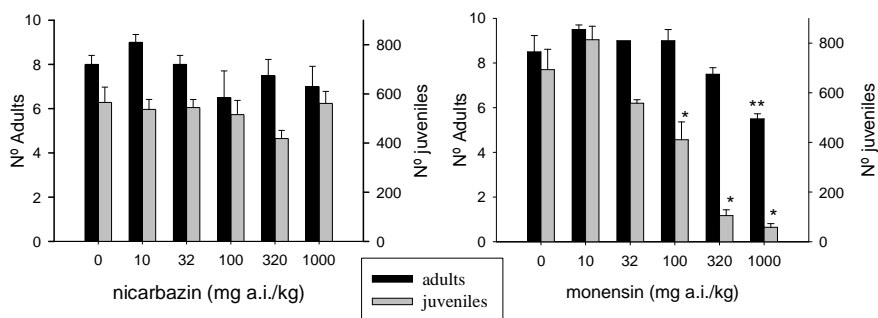 10
8
6
4
2
0
Nº Adults
800
600
400
200
0
Nº juveniles
0 10 32 100 320 1000
nicarbazin (mg a.i./kg)
10
8
6
4
2
0
Nº Adults
800
600
400
200
0
Nº juveniles
*
*
**
*
0 10 32 100 320 1000
monensin (mg a.i./kg)
adults
juveniles